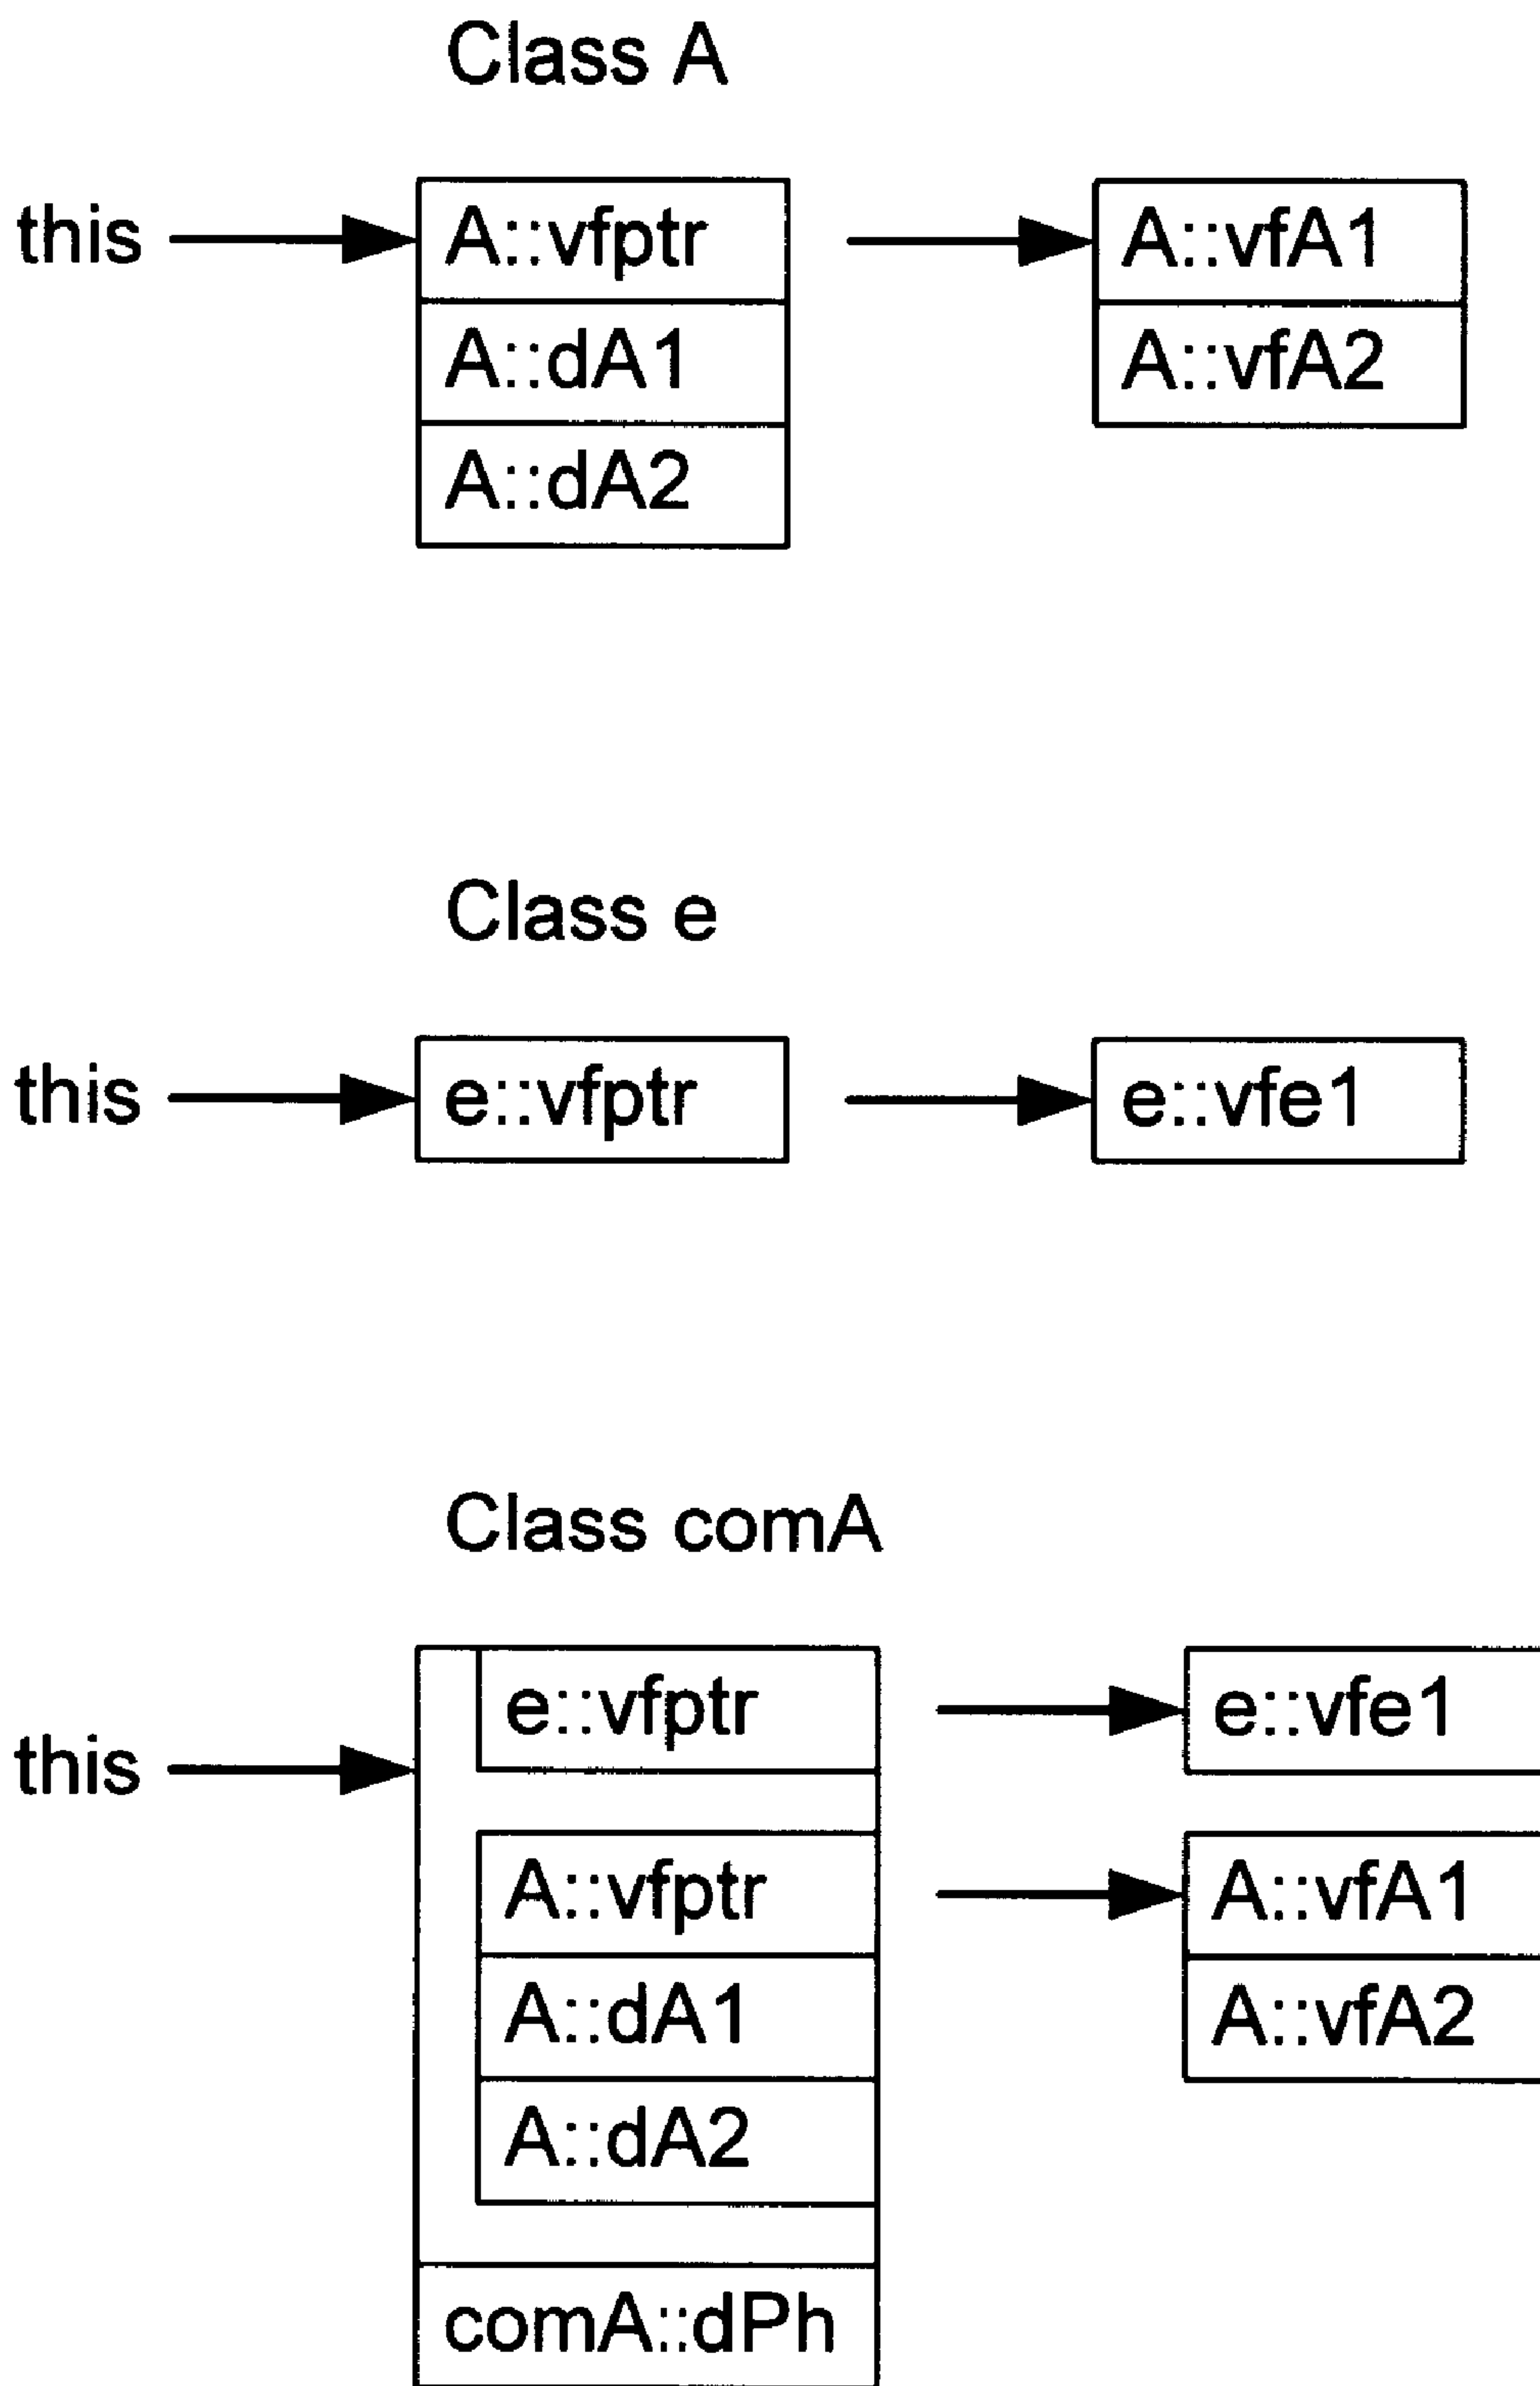 Class A
this A::vfptr A::vfA1
A::dA1 A::vfA2
A::dA2
Class e
this e::vfptr e::vfe1
Class comA
e::vfptr e::vfe1
this
A::vfptr A::vfA1
A::dA1 A::vfA2
A::dA2
comA::dPh